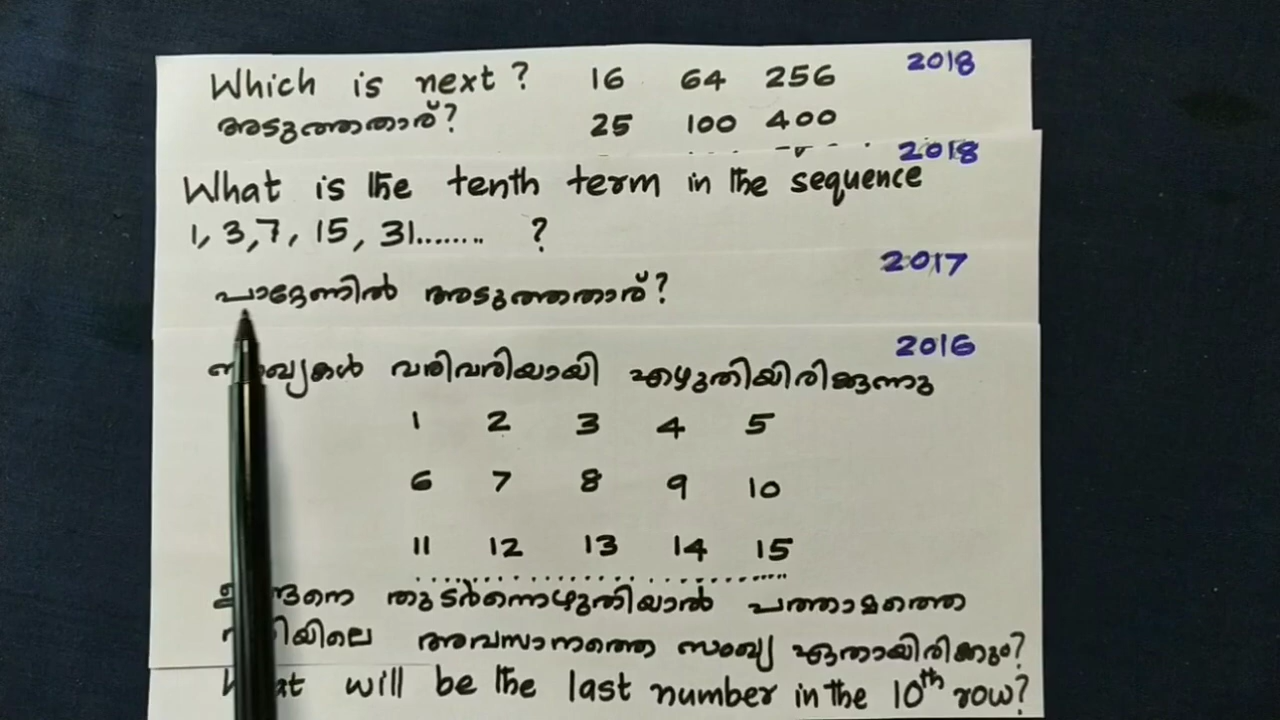 Which is next? 16 64 256 2018
അടുത്തതാര്? 25 100 400
2018
What is the tenth term in the sequence
1, 3, 7, 15, 31........ ?
2017
പാറ്റേണിൽ അടുത്തതാര്?
2016
വരിവരിയായി എഴുതിയിരിക്കുന്നു
1 2 3 4 5
6 7 8 9 10
11 12 13 14 15
തുടർന്നെഴുതിയാൽ പത്താമത്തെ
അവസാനത്തെ സംഖ്യ ഏതായിരിക്കും?
What will be the last number in the 10th row?